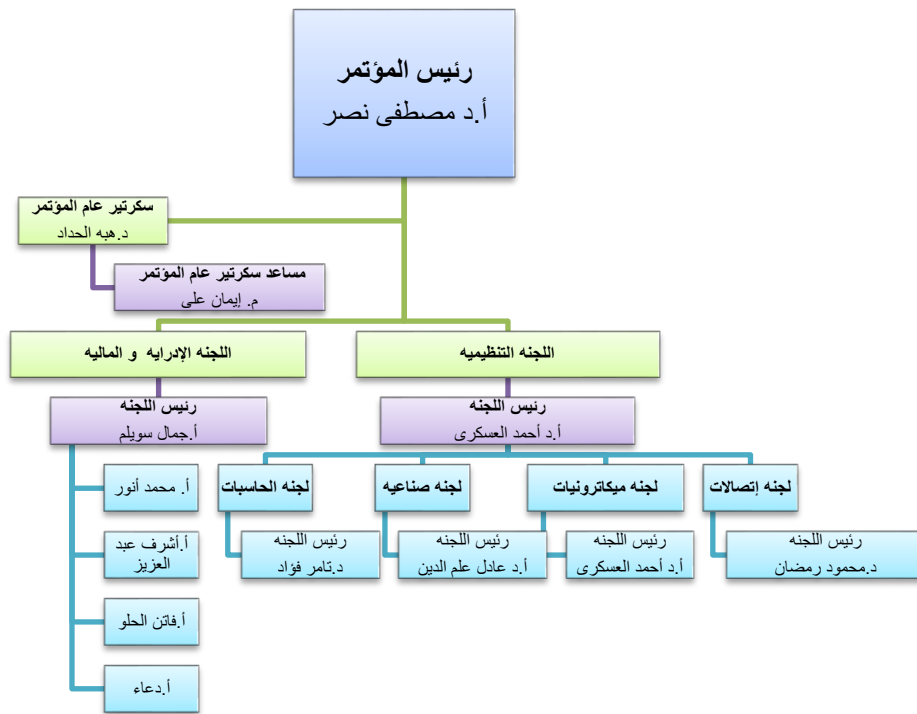 رئيس المؤتمر
أ.د مصطفى نصر
سكرتير عام المؤتمر
د.هبه الحداد
مساعد سكرتير عام المؤتمر
م. إيمان على
اللجنه التنظيميه
اللجنه الإدرايه و الماليه
رئيس اللجنه
أ.د أحمد العسكرى
رئيس اللجنه
أ.جمال سويلم
لجنه إتصالات
لجنه ميكاترونيات
لجنه صناعيه
لجنه الحاسبات
رئيس اللجنه
د.محمود رمضان
رئيس اللجنه
أ.د أحمد العسكرى
رئيس اللجنه
أ.د عادل علم الدين
رئيس اللجنه
د.تامر فؤاد
أ. محمد أنور
أ.أشرف عبد
العزيز
أ.فاتن الحلو
أ.دعاء